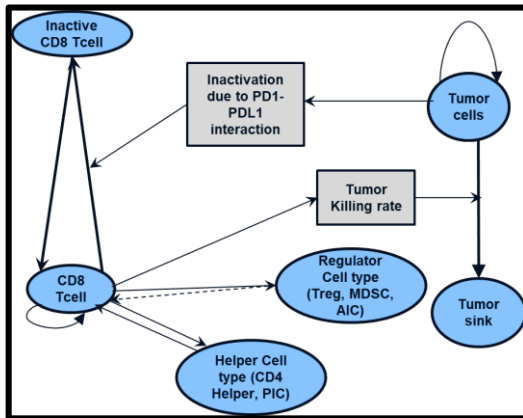 Inactive
CD8 Tcell
Inactivation
due to PD1-
PDL1
interaction
Tumor
cells
Tumor
Killing rate
CD8
Tcell
Regulator
Cell type
(Treg, MDSC,
AIC)
Tumor
sink
Helper Cell
type (CD4
Helper, PIC)